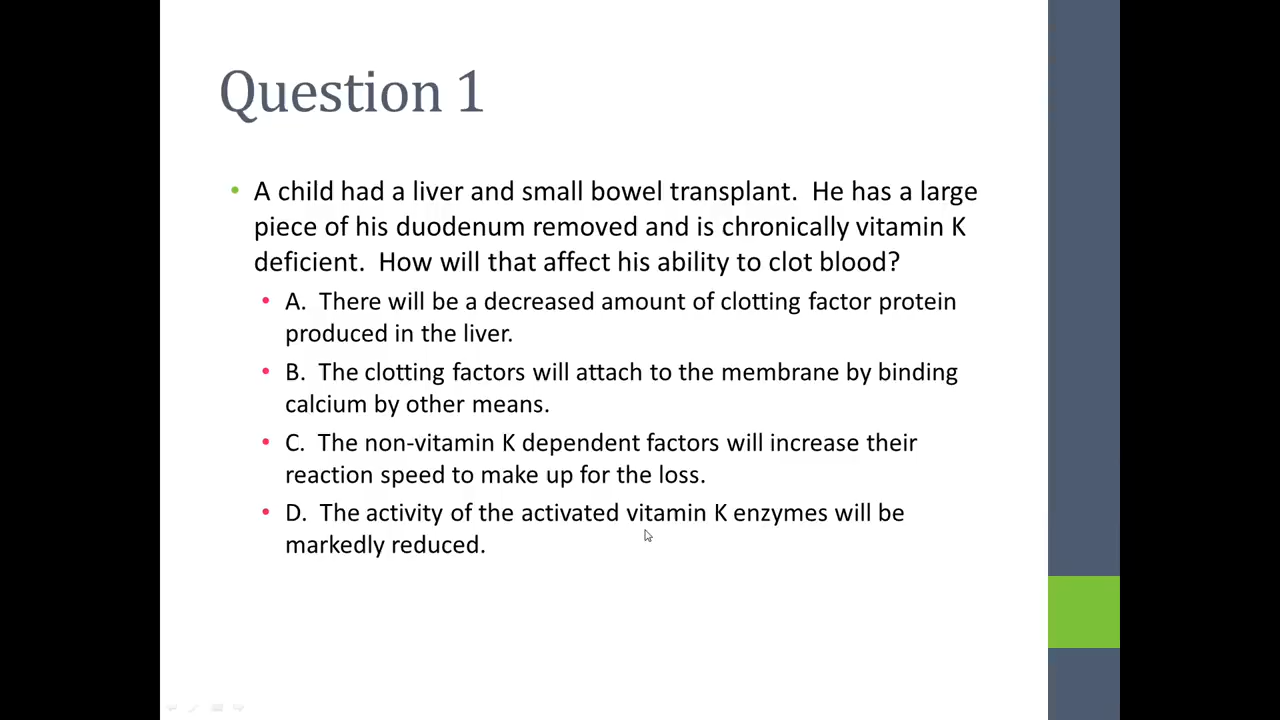 Question 1
• A child had a liver and small bowel transplant.  He has a large
piece of his duodenum removed and is chronically vitamin K
deficient.  How will that affect his ability to clot blood?
• A.  There will be a decreased amount of clotting factor protein
produced in the liver.
• B.  The clotting factors will attach to the membrane by binding
calcium by other means.
• C.  The non-vitamin K dependent factors will increase their
reaction speed to make up for the loss.
• D.  The activity of the activated vitamin K enzymes will be
markedly reduced.